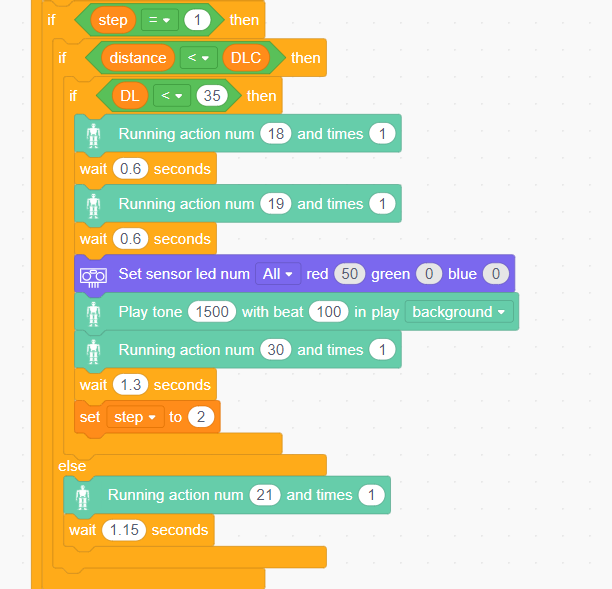 if step = 1 then
if distance < DLC then
if DL < 35 then
Running action num 18 and times 1
wait 0.6 seconds
Running action num 19 and times 1
wait 0.6 seconds
Set sensor led num All red 50 green 0 blue 0
Play tone 1500 with beat 100 in play background
Running action num 30 and times 1
wait 1.3 seconds
set step to 2
else
Running action num 21 and times 1
wait 1.15 seconds